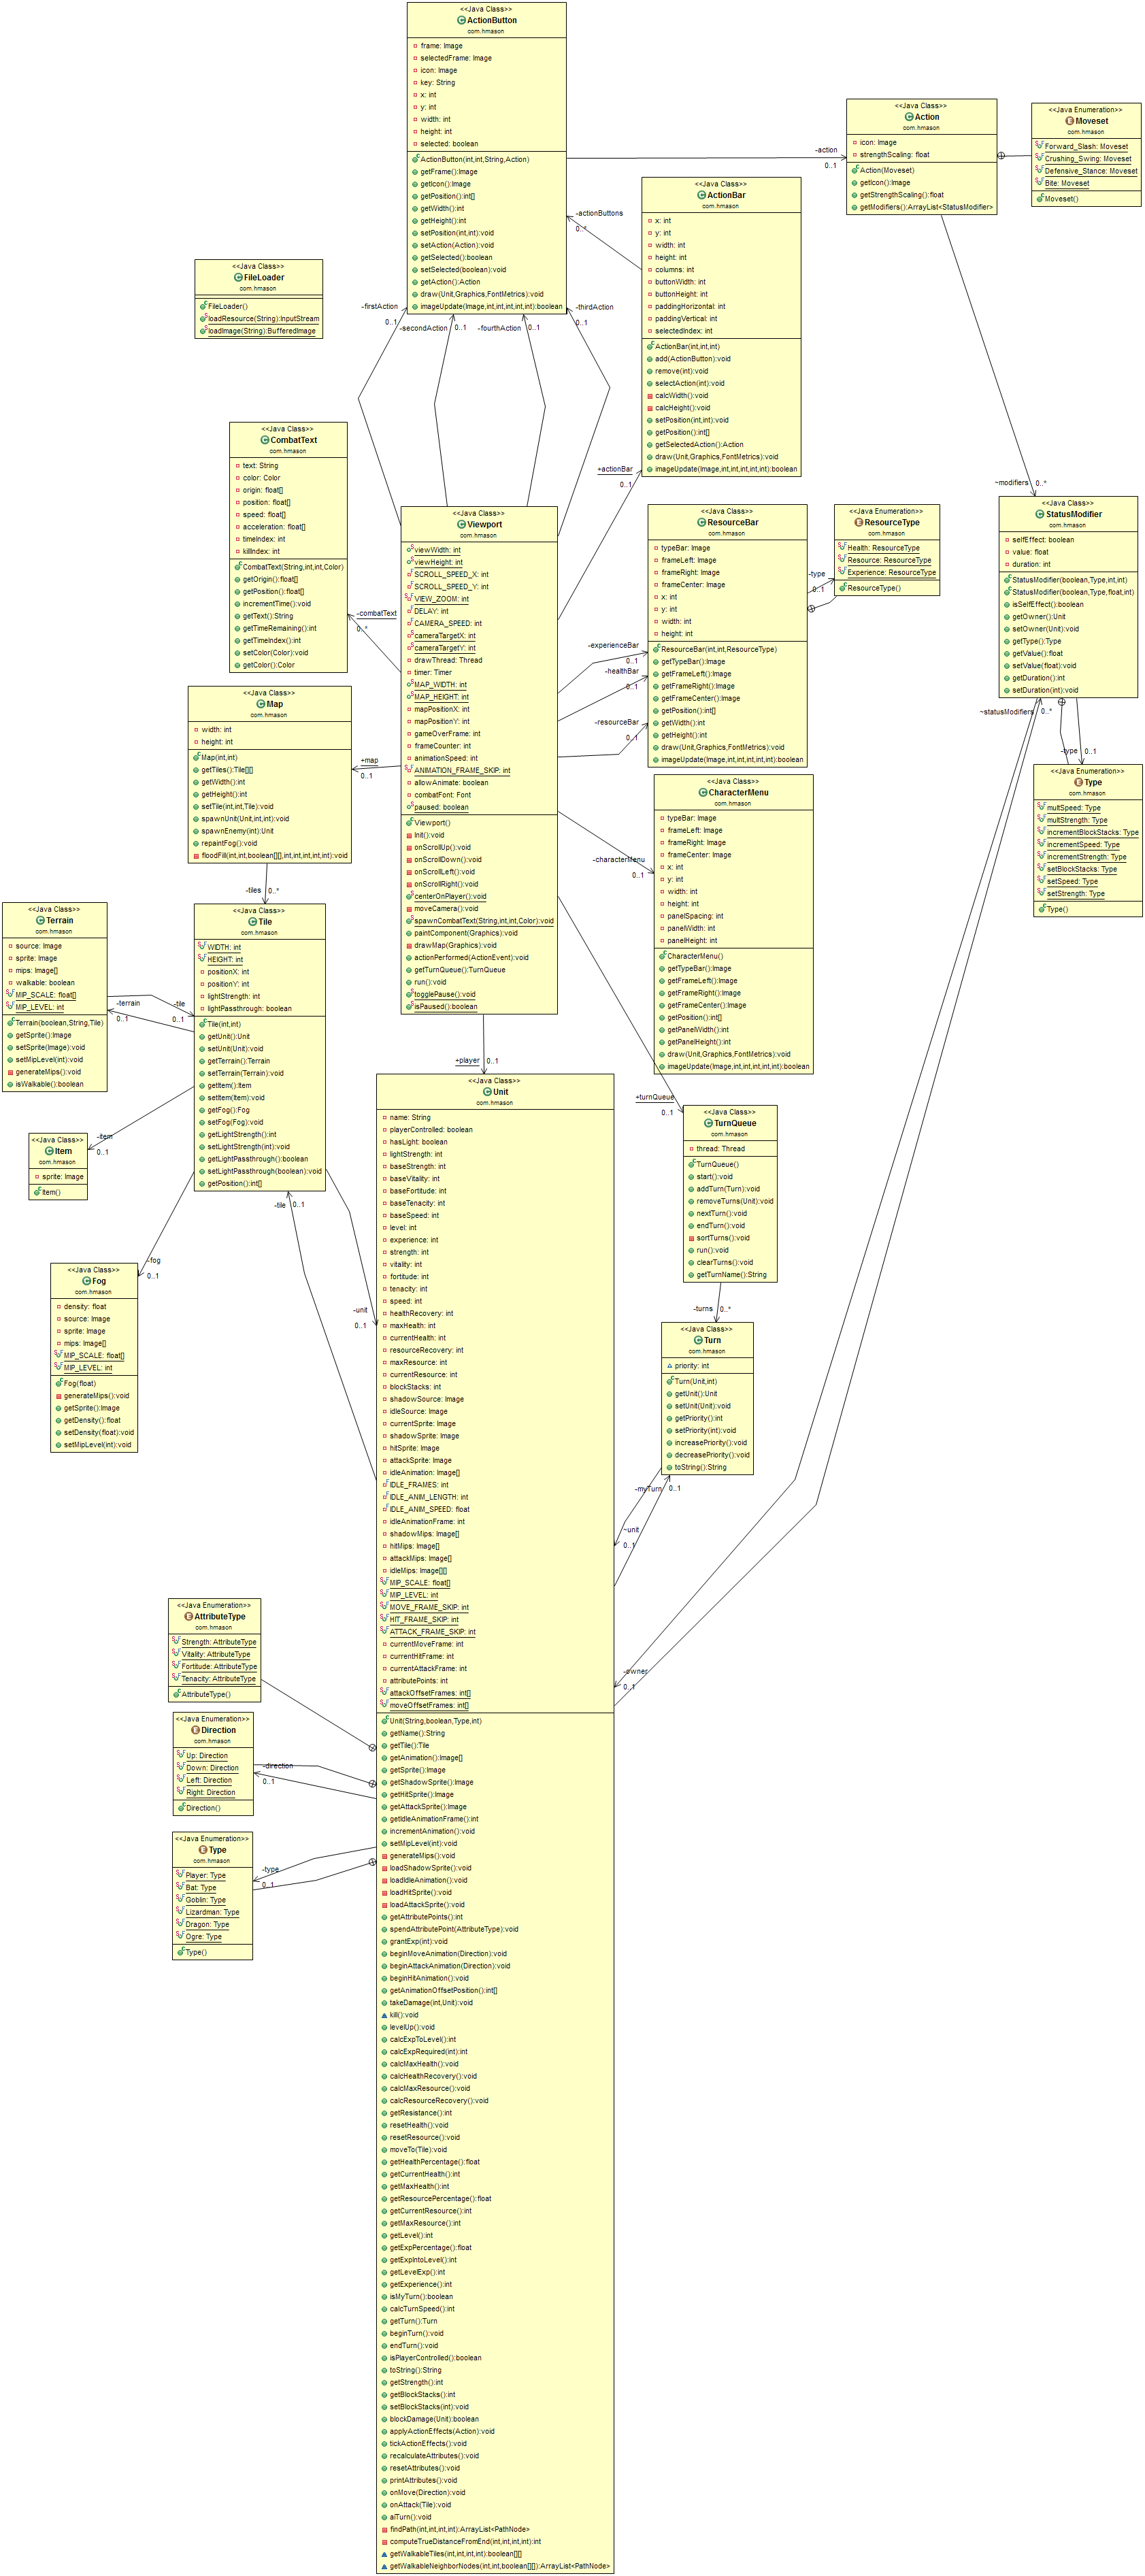 <<Java Class>>
ActionButton
com.hmason
frame: Image
selectedFrame: Image
icon: Image
key: String
x: int
y: int
width: int
height: int
selected: boolean
ActionButton(int,int,String,Action)
getFrame():Image
getIcon():Image
getPosition():int[]
getWidth():int
getHeight():int
setPosition(int,int):void
setAction(Action):void
getSelected():boolean
setSelected(boolean):void
getAction():Action
draw(Unit,Graphics,FontMetrics):void
imageUpdate(Image,int,int,int,int,int):boolean
-action
0..1
<<Java Class>>
Action
com.hmason
icon: Image
strengthScaling: float
Action(Moveset)
getIcon():Image
getStrengthScaling():float
getModifiers():ArrayList<StatusModifier>
<<Java Enumeration>>
Moveset
com.hmason
Forward_Slash: Moveset
Crushing_Swing: Moveset
Defensive_Stance: Moveset
Bite: Moveset
Moveset()
<<Java Class>>
ActionBar
com.hmason
x: int
y: int
width: int
height: int
columns: int
buttonWidth: int
buttonHeight: int
paddingHorizontal: int
paddingVertical: int
selectedIndex: int
ActionBar(int,int,int)
add(ActionButton):void
remove(int):void
selectAction(int):void
calcWidth():void
calcHeight():void
setPosition(int,int):void
getPosition():int[]
getSelectedAction():Action
draw(Unit,Graphics,FontMetrics):void
imageUpdate(Image,int,int,int,int,int):boolean
-actionButtons
0..*
<<Java Class>>
FileLoader
com.hmason
FileLoader()
loadResource(String):InputStream
loadImage(String):BufferedImage
-firstAction
0..1
-secondAction
0..1
-fourthAction
0..1
-thirdAction
0..1
<<Java Class>>
CombatText
com.hmason
text: String
color: Color
origin: float[]
position: float[]
speed: float[]
acceleration: float[]
timeIndex: int
killIndex: int
CombatText(String,int,int,Color)
getOrigin():float[]
getPosition():float[]
incrementTime():void
getText():String
getTimeRemaining():int
getTimeIndex():int
setColor(Color):void
getColor():Color
-combatText
0..*
+actionBar
0..1
<<Java Class>>
Viewport
com.hmason
viewWidth: int
viewHeight: int
SCROLL_SPEED_X: int
SCROLL_SPEED_Y: int
VIEW_ZOOM: int
DELAY: int
CAMERA_SPEED: int
cameraTargetX: int
cameraTargetY: int
drawThread: Thread
timer: Timer
MAP_WIDTH: int
MAP_HEIGHT: int
mapPositionX: int
mapPositionY: int
gameOverFrame: int
frameCounter: int
animationSpeed: int
ANIMATION_FRAME_SKIP: int
allowAnimate: boolean
combatFont: Font
paused: boolean
Viewport()
Init():void
onScrollUp():void
onScrollDown():void
onScrollLeft():void
onScrollRight():void
centerOnPlayer():void
moveCamera():void
spawnCombatText(String,int,int,Color):void
paintComponent(Graphics):void
drawMap(Graphics):void
actionPerformed(ActionEvent):void
getTurnQueue():TurnQueue
run():void
togglePause():void
isPaused():boolean
<<Java Class>>
ResourceBar
com.hmason
typeBar: Image
frameLeft: Image
frameRight: Image
frameCenter: Image
x: int
y: int
width: int
height: int
ResourceBar(int,int,ResourceType)
getTypeBar():Image
getFrameLeft():Image
getFrameRight():Image
getFrameCenter():Image
getPosition():int[]
getWidth():int
getHeight():int
draw(Unit,Graphics,FontMetrics):void
imageUpdate(Image,int,int,int,int,int):boolean
-experienceBar
0..1
-healthBar
0..1
-resourceBar
0..1
<<Java Enumeration>>
ResourceType
com.hmason
Health: ResourceType
Resource: ResourceType
Experience: ResourceType
ResourceType()
-type
0..1
~modifiers
0..*
<<Java Class>>
StatusModifier
com.hmason
selfEffect: boolean
value: float
duration: int
StatusModifier(boolean,Type,int,int)
StatusModifier(boolean,Type,float,int)
isSelfEffect():boolean
getOwner():Unit
setOwner(Unit):void
getType():Type
getValue():float
setValue(float):void
getDuration():int
setDuration(int):void
~statusModifiers
0..*
-type
0..1
<<Java Enumeration>>
Type
com.hmason
multSpeed: Type
multStrength: Type
incrementBlockStacks: Type
incrementSpeed: Type
incrementStrength: Type
setBlockStacks: Type
setSpeed: Type
setStrength: Type
Type()
<<Java Class>>
Map
com.hmason
width: int
height: int
Map(int,int)
getTiles():Tile[][]
getWidth():int
getHeight():int
setTile(int,int,Tile):void
spawnUnit(Unit,int,int):void
spawnEnemy(int):Unit
repaintFog():void
floodFill(int,int,boolean[][],int,int,int,int,int):void
+map
0..1
-tiles
0..*
<<Java Class>>
CharacterMenu
com.hmason
typeBar: Image
frameLeft: Image
frameRight: Image
frameCenter: Image
x: int
y: int
width: int
height: int
panelSpacing: int
panelWidth: int
panelHeight: int
CharacterMenu()
getTypeBar():Image
getFrameLeft():Image
getFrameRight():Image
getFrameCenter():Image
getPosition():int[]
getPanelWidth():int
getPanelHeight():int
draw(Unit,Graphics,FontMetrics):void
imageUpdate(Image,int,int,int,int,int):boolean
-characterMenu
0..1
<<Java Class>>
Terrain
com.hmason
source: Image
sprite: Image
mips: Image[]
walkable: boolean
MIP_SCALE: float[]
MIP_LEVEL: int
Terrain(boolean,String,Tile)
getSprite():Image
setSprite(Image):void
setMipLevel(int):void
generateMips():void
isWalkable():boolean
-terrain
0..1
-tile
0..1
<<Java Class>>
Tile
com.hmason
WIDTH: int
HEIGHT: int
positionX: int
positionY: int
lightStrength: int
lightPassthrough: boolean
Tile(int,int)
getUnit():Unit
setUnit(Unit):void
getTerrain():Terrain
setTerrain(Terrain):void
getItem():Item
setItem(Item):void
getFog():Fog
setFog(Fog):void
getLightStrength():int
setLightStrength(int):void
getLightPassthrough():boolean
setLightPassthrough(boolean):void
getPosition():int[]
<<Java Class>>
Item
com.hmason
sprite: Image
Item()
-item
0..1
-fog
0..1
<<Java Class>>
Fog
com.hmason
density: float
source: Image
sprite: Image
mips: Image[]
MIP_SCALE: float[]
MIP_LEVEL: int
Fog(float)
generateMips():void
getSprite():Image
getDensity():float
setDensity(float):void
setMipLevel(int):void
-tile
0..1
-unit
0..1
+player
0..1
+turnQueue
0..1
<<Java Class>>
TurnQueue
com.hmason
thread: Thread
TurnQueue()
start():void
addTurn(Turn):void
removeTurns(Unit):void
nextTurn():void
endTurn():void
sortTurns():void
run():void
clearTurns():void
getTurnName():String
-turns
0..*
<<Java Class>>
Turn
com.hmason
priority: int
Turn(Unit,int)
getUnit():Unit
setUnit(Unit):void
getPriority():int
setPriority(int):void
increasePriority():void
decreasePriority():void
toString():String
-myTurn
0..1
~unit
0..1
-owner
0..1
<<Java Class>>
Unit
com.hmason
name: String
playerControlled: boolean
hasLight: boolean
lightStrength: int
baseStrength: int
baseVitality: int
baseFortitude: int
baseTenacity: int
baseSpeed: int
level: int
experience: int
strength: int
vitality: int
fortitude: int
tenacity: int
speed: int
healthRecovery: int
maxHealth: int
currentHealth: int
resourceRecovery: int
maxResource: int
currentResource: int
blockStacks: int
shadowSource: Image
idleSource: Image
currentSprite: Image
shadowSprite: Image
hitSprite: Image
attackSprite: Image
idleAnimation: Image[]
IDLE_FRAMES: int
IDLE_ANIM_LENGTH: int
IDLE_ANIM_SPEED: float
idleAnimationFrame: int
shadowMips: Image[]
hitMips: Image[]
attackMips: Image[]
idleMips: Image[][]
MIP_SCALE: float[]
MIP_LEVEL: int
MOVE_FRAME_SKIP: int
HIT_FRAME_SKIP: int
ATTACK_FRAME_SKIP: int
currentMoveFrame: int
currentHitFrame: int
currentAttackFrame: int
attributePoints: int
attackOffsetFrames: int[]
moveOffsetFrames: int[]
Unit(String,boolean,Type,int)
getName():String
getTile():Tile
getAnimation():Image[]
getSprite():Image
getShadowSprite():Image
getHitSprite():Image
getAttackSprite():Image
getIdleAnimationFrame():int
incrementAnimation():void
setMipLevel(int):void
generateMips():void
loadShadowSprite():void
loadIdleAnimation():void
loadHitSprite():void
loadAttackSprite():void
getAttributePoints():int
spendAttributePoint(AttributeType):void
grantExp(int):void
beginMoveAnimation(Direction):void
beginAttackAnimation(Direction):void
beginHitAnimation():void
getAnimationOffsetPosition():int[]
takeDamage(int,Unit):void
kill():void
levelUp():void
calcExpToLevel():int
calcExpRequired(int):int
calcMaxHealth():void
calcHealthRecovery():void
calcMaxResource():void
calcResourceRecovery():void
getResistance():int
resetHealth():void
resetResource():void
moveTo(Tile):void
getHealthPercentage():float
getCurrentHealth():int
getMaxHealth():int
getResourcePercentage():float
getCurrentResource():int
getMaxResource():int
getLevel():int
getExpPercentage():float
getExpIntoLevel():int
getLevelExp():int
getExperience():int
isMyTurn():boolean
calcTurnSpeed():int
getTurn():Turn
beginTurn():void
endTurn():void
isPlayerControlled():boolean
toString():String
getStrength():int
getBlockStacks():int
setBlockStacks(int):void
blockDamage(Unit):boolean
applyActionEffects(Action):void
tickActionEffects():void
recalculateAttributes():void
resetAttributes():void
printAttributes():void
onMove(Direction):void
onAttack(Tile):void
aiTurn():void
findPath(int,int,int,int):ArrayList<PathNode>
computeTrueDistanceFromEnd(int,int,int,int):int
getWalkableTiles(int,int,int,int):boolean[][]
getWalkableNeighborNodes(int,int,boolean[][]):ArrayList<PathNode>
<<Java Enumeration>>
AttributeType
com.hmason
Strength: AttributeType
Vitality: AttributeType
Fortitude: AttributeType
Tenacity: AttributeType
AttributeType()
<<Java Enumeration>>
Direction
com.hmason
Up: Direction
Down: Direction
Left: Direction
Right: Direction
Direction()
-direction
0..1
<<Java Enumeration>>
Type
com.hmason
Player: Type
Bat: Type
Goblin: Type
Lizardman: Type
Dragon: Type
Ogre: Type
Type()
-type
0..1